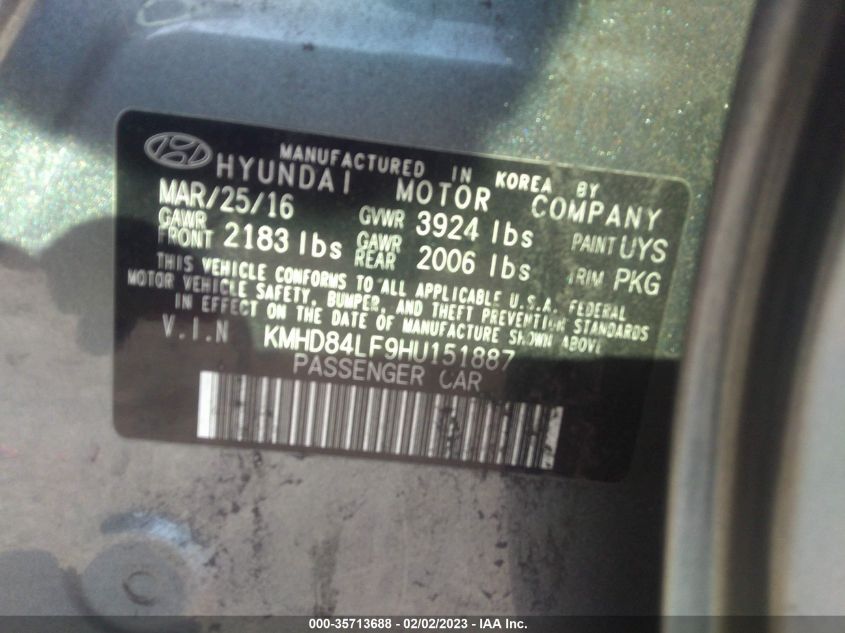 MANUFACTURED IN KOREA BY
HYUNDAI MOTOR COMPANY
MAR/25/16 GVWR 3924 lbs PAINT UYS
GAWR FRONT 2183 lbs GAWR REAR 2006 lbs TRIM PKG
THIS VEHICLE CONFORMS TO ALL APPLICABLE U.S.A. FEDERAL
MOTOR VEHICLE SAFETY, BUMPER, AND THEFT PREVENTION STANDARDS
IN EFFECT ON THE DATE OF MANUFACTURE SHOWN ABOVE
V.I.N KMHD84LF9HU151887
PASSENGER CAR
000-35713688 - 02/02/2023 - IAA Inc.